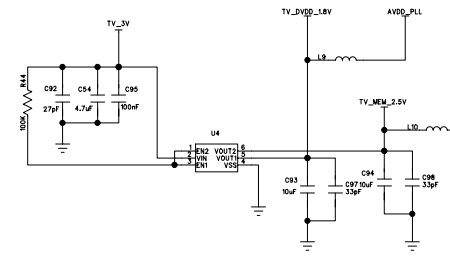 TV_DVDD_1.8V
AVDD_PLL
TV_3V
L9
R44
100K
C92
27pF
C54
4.7uF
C95
100nF
TV_MEM_2.5V
L10
U4
1 EN2 VOUT2 6
2 VIN VOUT1 5
3 EN1 VSS 4
C93
10uF
C97
33pF
C94
10uF
C98
33pF